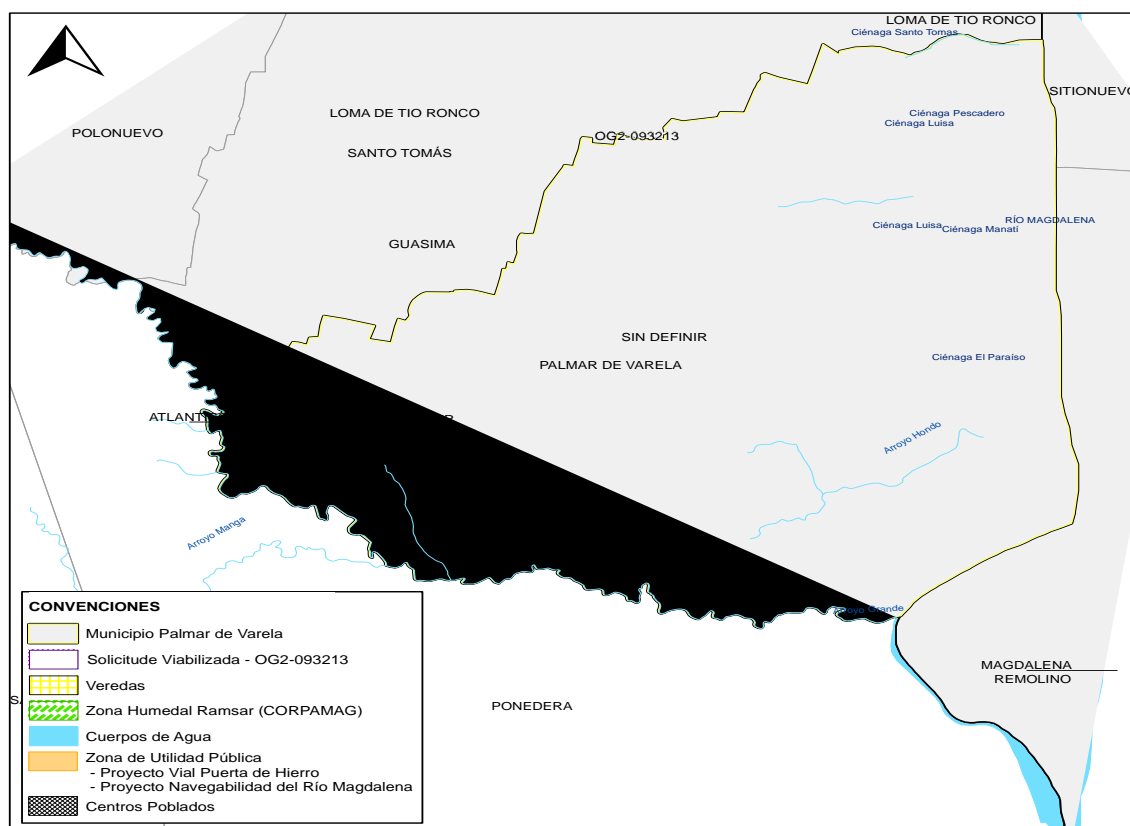 LOMA DE TIO RONCO
Ciénaga Santo Tomas
SITIONUEVO
LOMA DE TIO RONCO
Ciénaga Pescadero
Ciénaga Luisa
POLONUEVO
OG2-093213
SANTO TOMÁS
RÍO MAGDALENA
Ciénaga Luisa
Ciénaga Manatí
GUASIMA
SIN DEFINIR
Ciénaga El Paraíso
PALMAR DE VARELA
Arroyo Hondo
Arroyo Manga
Arroyo Grande
MAGDALENA
REMOLINO
PONEDERA
CONVENCIONES
Municipio Palmar de Varela
Solicitude Viabilizada - OG2-093213
Veredas
Zona Humedal Ramsar (CORPAMAG)
Cuerpos de Agua
Zona de Utilidad Pública
- Proyecto Vial Puerta de Hierro
- Proyecto Navegabilidad del Río Magdalena
Centros Poblados